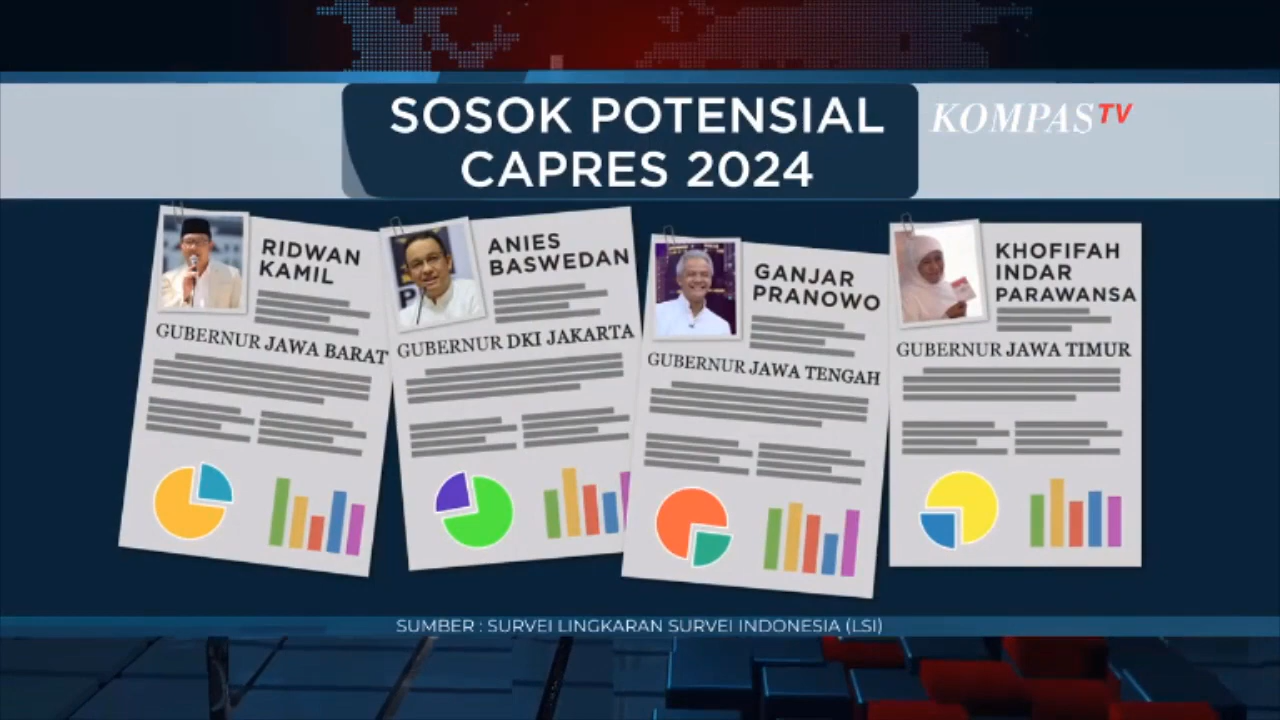 SOSOK POTENSIAL
CAPRES 2024
KOMPASTV
RIDWAN
KAMIL
GUBERNUR JAWA BARAT
ANIES
BASWEDAN
GUBERNUR DKI JAKARTA
GANJAR
PRANOWO
GUBERNUR JAWA TENGAH
KHOFIFAH
INDAR
PARAWANSA
GUBERNUR JAWA TIMUR
SUMBER : SURVEI LINGKARAN SURVEI INDONESIA (LSI)